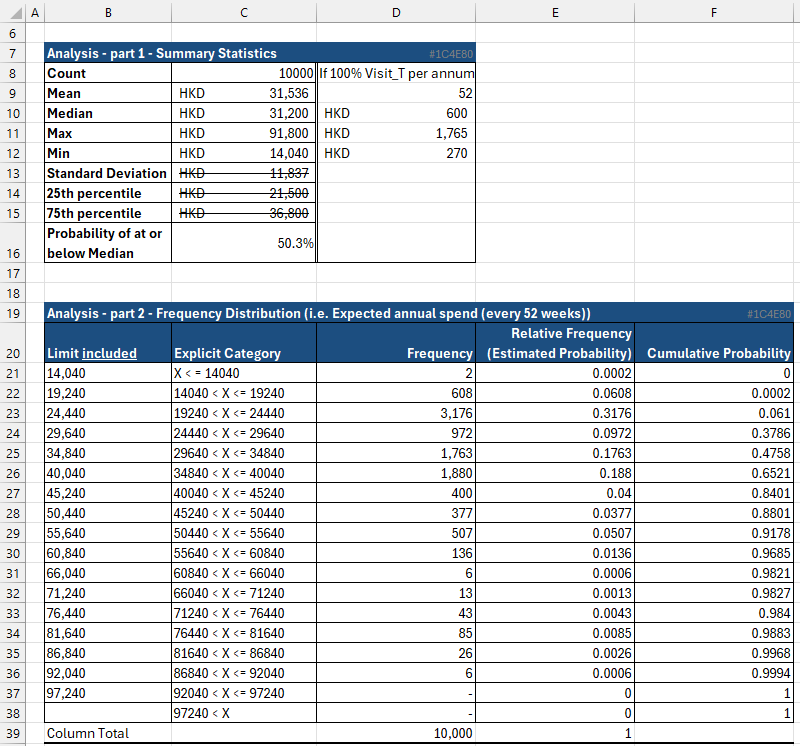 A B C D E F
6
7 Analysis - part 1 - Summary Statistics #1C4E80
8 Count 10000 If 100% Visit_T per annum
9 Mean HKD 31,536 52
10 Median HKD 31,200 HKD 600
11 Max HKD 91,800 HKD 1,765
12 Min HKD 14,040 HKD 270
13 Standard Deviation HKD 11,837
14 25th percentile HKD 21,500
15 75th percentile HKD 36,800
Probability of at or
16 below Median 50.3%
17
18
19 Analysis - part 2 - Frequency Distribution (i.e. Expected annual spend (every 52 weeks)) #1C4E80
Relative Frequency
20 Limit included Explicit Category Frequency (Estimated Probability) Cumulative Probability
21 14,040 X < = 14040 2 0.0002 0
22 19,240 14040 < X <= 19240 608 0.0608 0.0002
23 24,440 19240 < X <= 24440 3,176 0.3176 0.061
24 29,640 24440 < X <= 29640 972 0.0972 0.3786
25 34,840 29640 < X <= 34840 1,763 0.1763 0.4758
26 40,040 34840 < X <= 40040 1,880 0.188 0.6521
27 45,240 40040 < X <= 45240 400 0.04 0.8401
28 50,440 45240 < X <= 50440 377 0.0377 0.8801
29 55,640 50440 < X <= 55640 507 0.0507 0.9178
30 60,840 55640 < X <= 60840 136 0.0136 0.9685
31 66,040 60840 < X <= 66040 6 0.0006 0.9821
32 71,240 66040 < X <= 71240 13 0.0013 0.9827
33 76,440 71240 < X <= 76440 43 0.0043 0.984
34 81,640 76440 < X <= 81640 85 0.0085 0.9883
35 86,840 81640 < X <= 86840 26 0.0026 0.9968
36 92,040 86840 < X <= 92040 6 0.0006 0.9994
37 97,240 92040 < X <= 97240 - 0 1
38 97240 < X - 0 1
39 Column Total 10,000 1